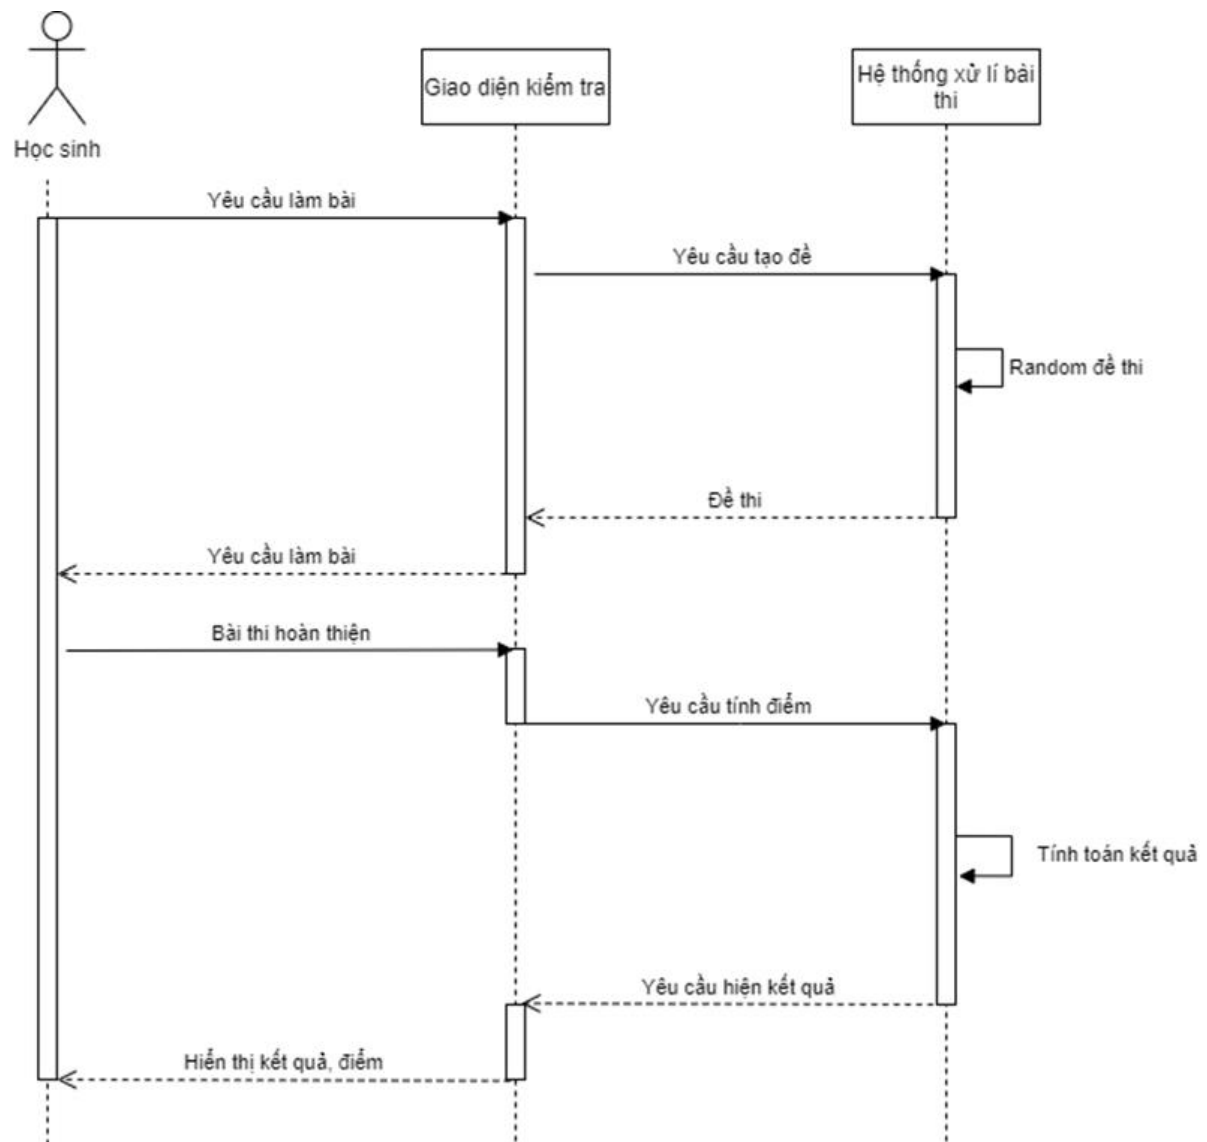 Học sinh
Giao diện kiểm tra
Hệ thống xử lí bài
thi
Yêu cầu làm bài
Yêu cầu tạo đề
Random đề thi
Đề thi
Yêu cầu làm bài
Bài thi hoàn thiện
Yêu cầu tính điểm
Tính toán kết quả
Yêu cầu hiện kết quả
Hiển thị kết quả, điểm